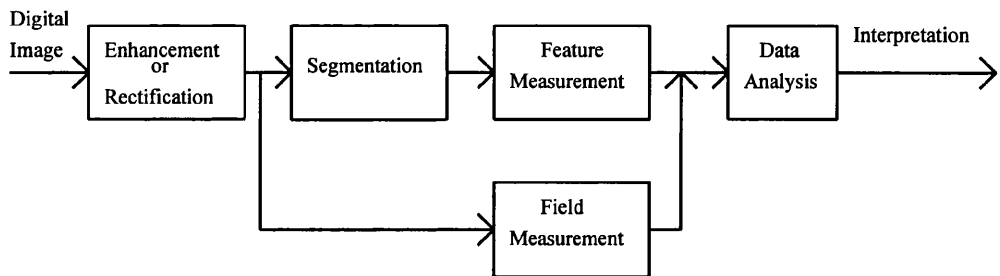 Digital
Image
Enhancement
or
Rectification
Segmentation
Feature
Measurement
Data
Analysis
Interpretation
Field
Measurement